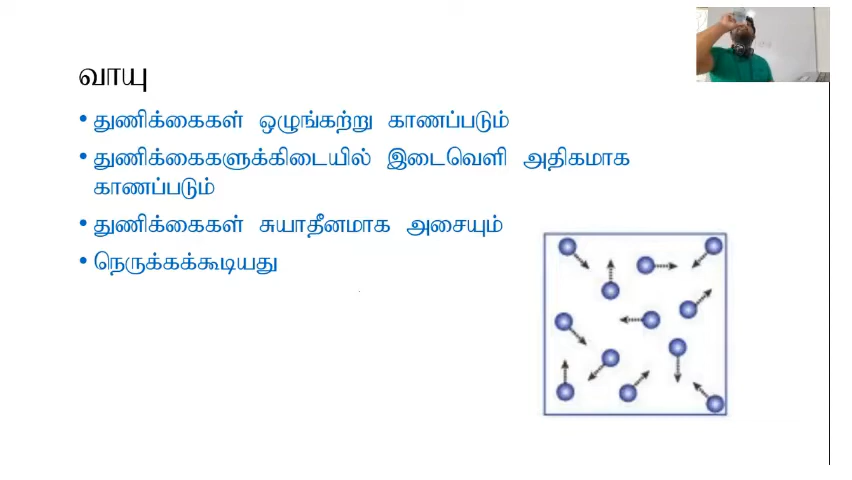 வாயு
• துணிக்கைகள் ஒழுங்கற்று காணப்படும்
• துணிக்கைகளுக்கிடையில் இடைவெளி அதிகமாக
காணப்படும்
• துணிக்கைகள் சுயாதீனமாக அசையும்
• நெருக்கக்கூடியது